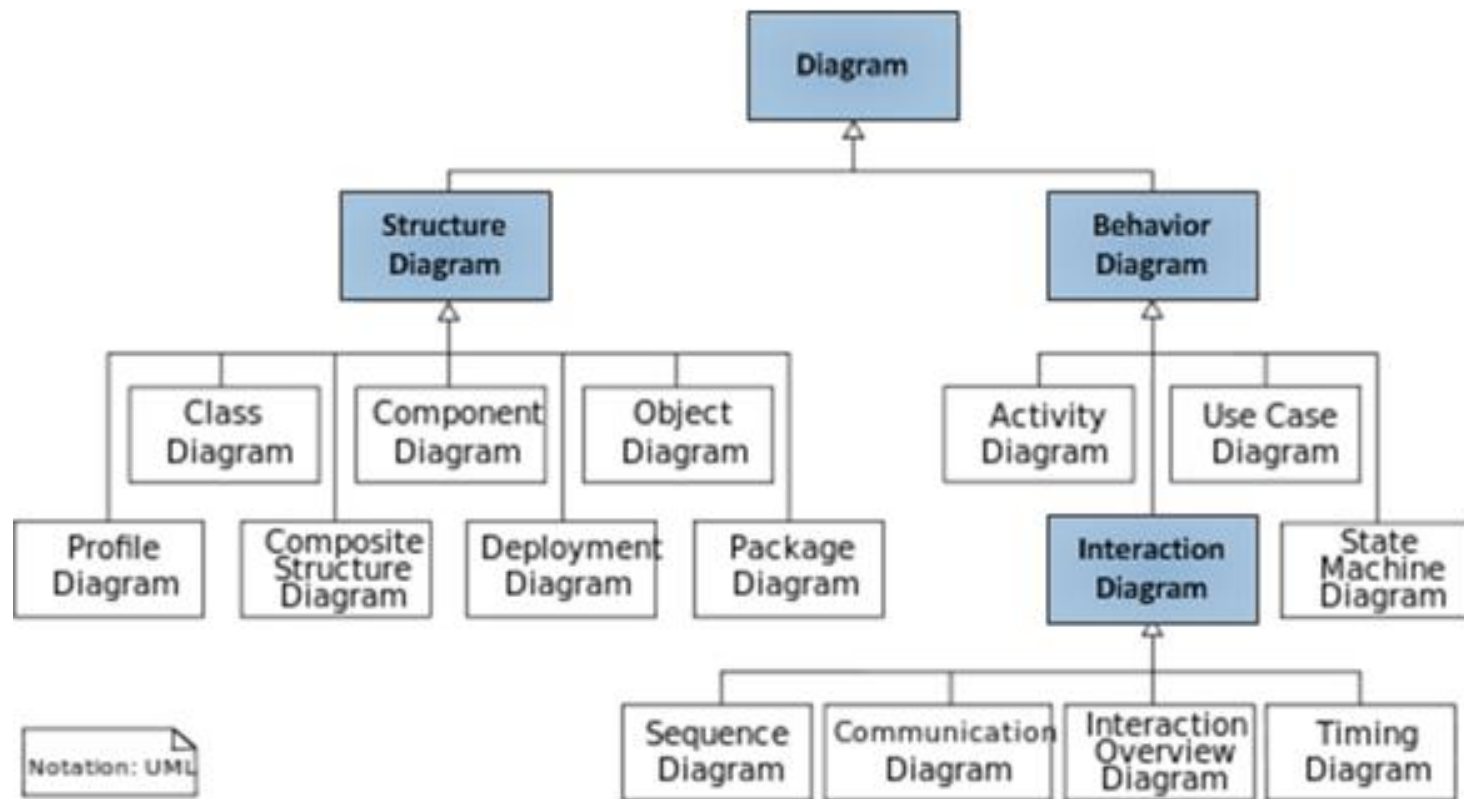 Diagram
Structure
Diagram
Behavior
Diagram
Class
Diagram
Component
Diagram
Object
Diagram
Activity
Diagram
Use Case
Diagram
Profile
Diagram
Composite
Structure
Diagram
Deployment
Diagram
Package
Diagram
Interaction
Diagram
State
Machine
Diagram
Sequence
Diagram
Communication
Diagram
Interaction
Overview
Diagram
Timing
Diagram
Notation: UML